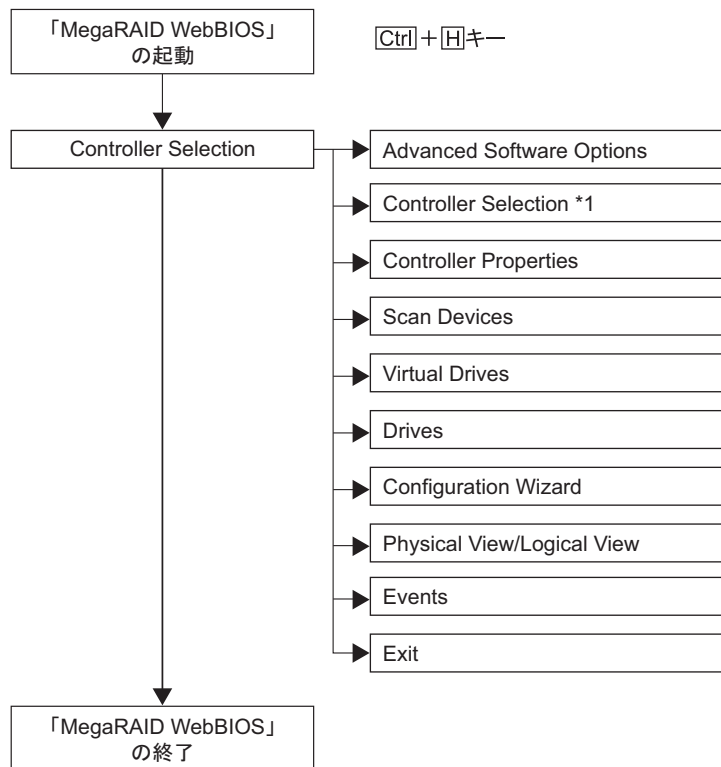 「MegaRAID WebBIOS」
の起動
Ctrl+Hキー
Controller Selection
Advanced Software Options
Controller Selection *1
Controller Properties
Scan Devices
Virtual Drives
Drives
Configuration Wizard
Physical View/Logical View
Events
Exit
「MegaRAID WebBIOS」
の終了